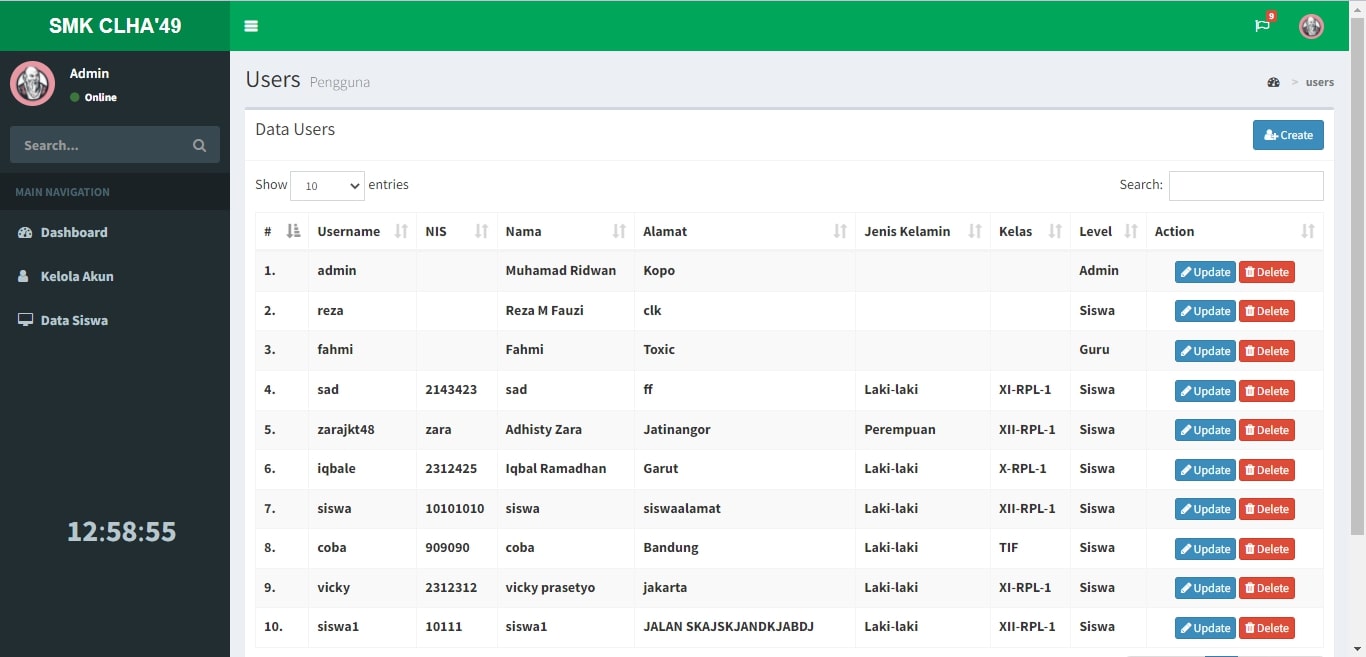 SMK CLHA'49
9
Admin
Online
Search...
MAIN NAVIGATION
Dashboard
Kelola Akun
Data Siswa
12:58:55
Users Pengguna
> users
Data Users
Create
Show 10 entries
Search:
# Username NIS Nama Alamat Jenis Kelamin Kelas Level Action
1. admin Muhamad Ridwan Kopo Admin Update Delete
2. reza Reza M Fauzi clk Siswa Update Delete
3. fahmi Fahmi Toxic Guru Update Delete
4. sad 2143423 sad ff Laki-laki XI-RPL-1 Siswa Update Delete
5. zarajkt48 zara Adhisty Zara Jatinangor Perempuan XII-RPL-1 Siswa Update Delete
6. iqbale 2312425 Iqbal Ramadhan Garut Laki-laki X-RPL-1 Siswa Update Delete
7. siswa 10101010 siswa siswaalamat Laki-laki XII-RPL-1 Siswa Update Delete
8. coba 909090 coba Bandung Laki-laki TIF Siswa Update Delete
9. vicky 2312312 vicky prasetyo jakarta Laki-laki XI-RPL-1 Siswa Update Delete
10. siswa1 10111 siswa1 JALAN SKAJSKJANDKJABDJ Laki-laki XII-RPL-1 Siswa Update Delete